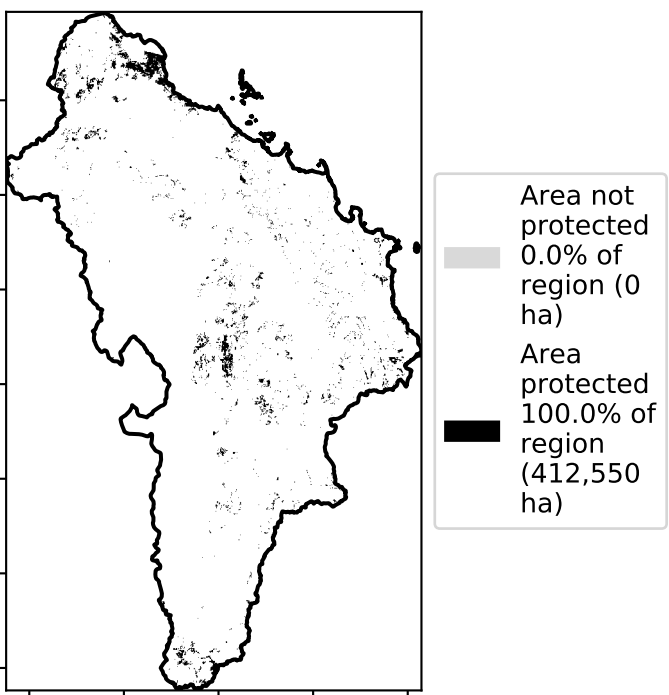 Area not
protected
0.0% of
region (0
ha)
Area
protected
100.0% of
region
(412,550
ha)